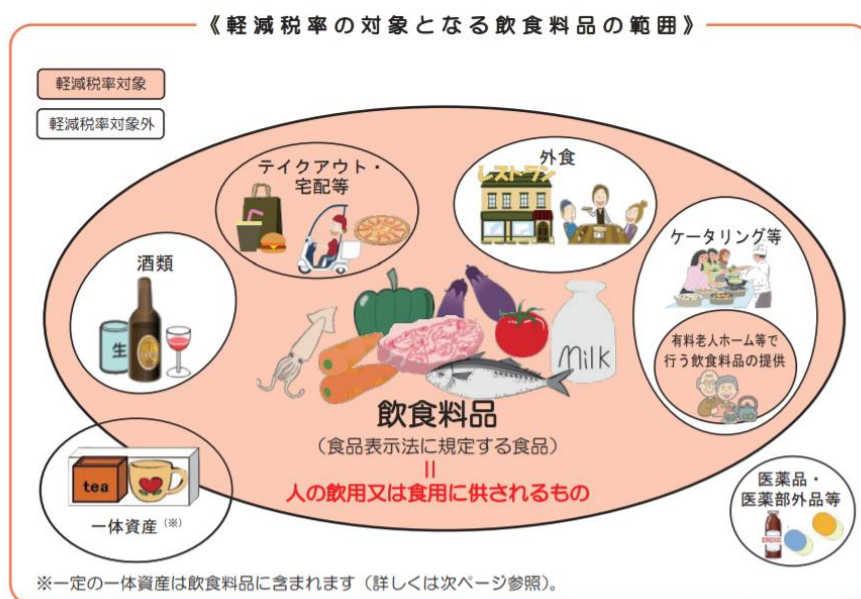 《軽減税率の対象となる飲食料品の範囲》
軽減税率対象
軽減税率対象外
テイクアウト・
宅配等
外食
レストラン
ケータリング等
酒類
生
有料老人ホーム等で
行う飲食料品の提供
Milk
飲食料品
（食品表示法に規定する食品）
＝
人の飲用又は食用に供されるもの
tea
一体資産（※）
医薬品・
医薬部外品等
※一定の一体資産は飲食料品に含まれます（詳しくは次ページ参照）。